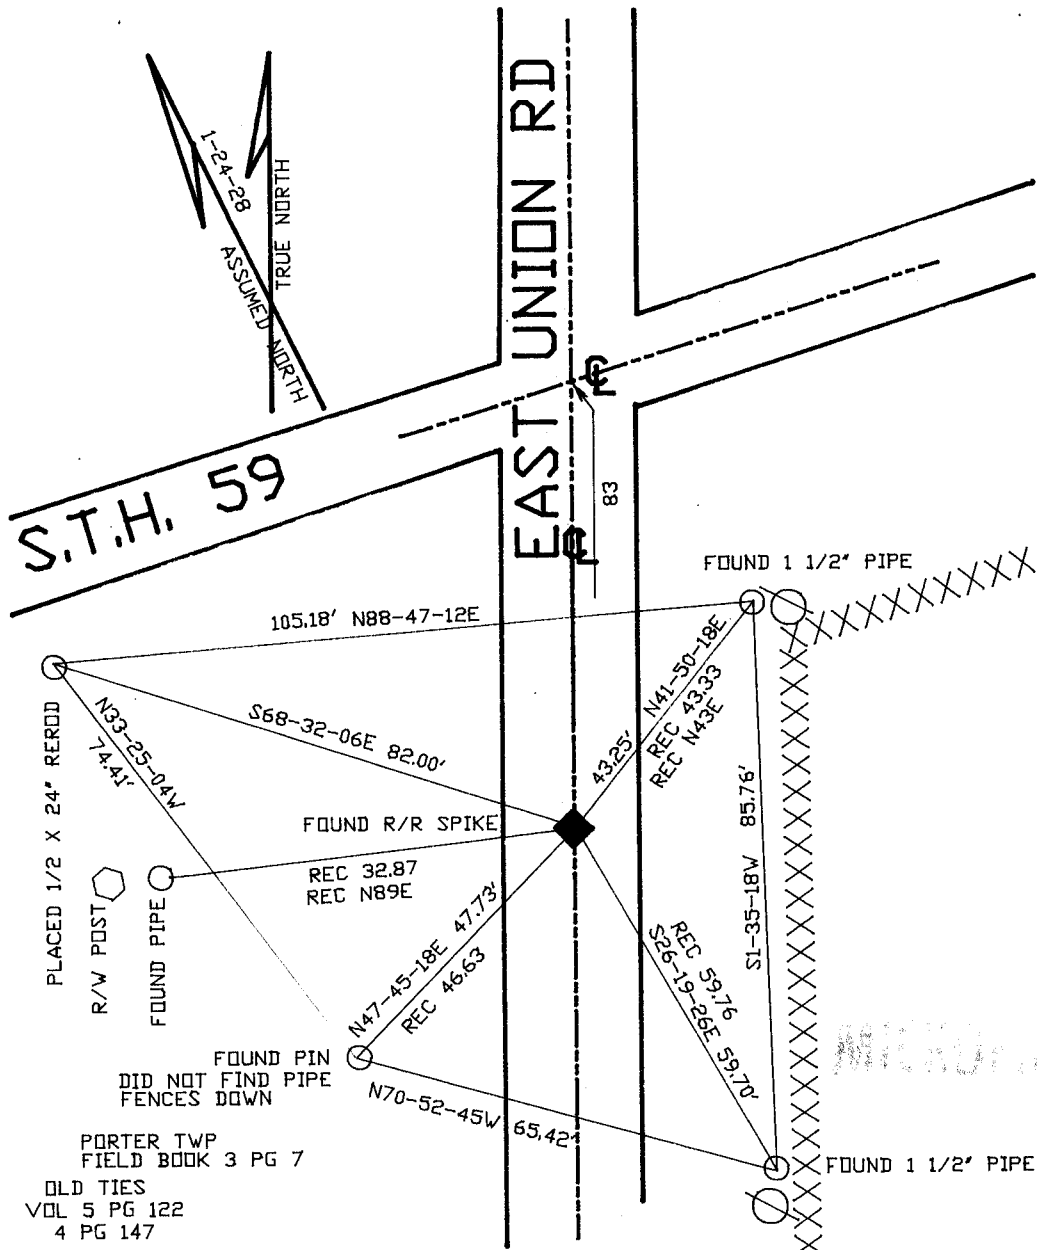 1-24-28
TRUE NORTH
ASSUMED NORTH
EAST UNION RD
S.T.H. 59
CL
83
CL
FOUND 1 1/2" PIPE
105.18' N88-47-12E
N41-50-18E
43.25'
REC 43.33
REC N43E
S68-32-06E 82.00'
N33-25-04W
74.41'
PLACED 1/2 X 24" REROD
FOUND R/R SPIKE
REC 32.87
REC N89E
R/W POST
FOUND PIPE
S1-35-18W 85.76'
REC 59.76
S26-19-26E 59.70'
N47-45-18E 47.73'
REC 46.63
FOUND PIN
DID NOT FIND PIPE
FENCES DOWN
N70-52-45W 65.42'
FOUND 1 1/2" PIPE
PORTER TWP
FIELD BOOK 3 PG 7
OLD TIES
VOL 5 PG 122
4 PG 147